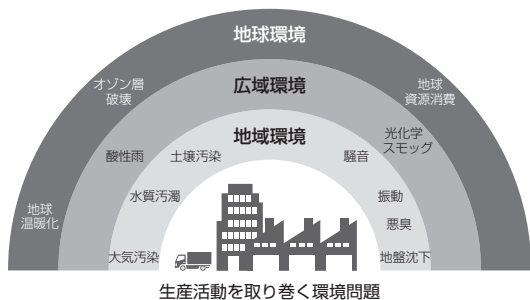 地球環境
オゾン層
破壊
広域環境
地球
資源消費
地域環境
光化学
スモッグ
酸性雨
土壌汚染
騒音
水質汚濁
振動
地球
温暖化
悪臭
大気汚染
地盤沈下
生産活動を取り巻く環境問題